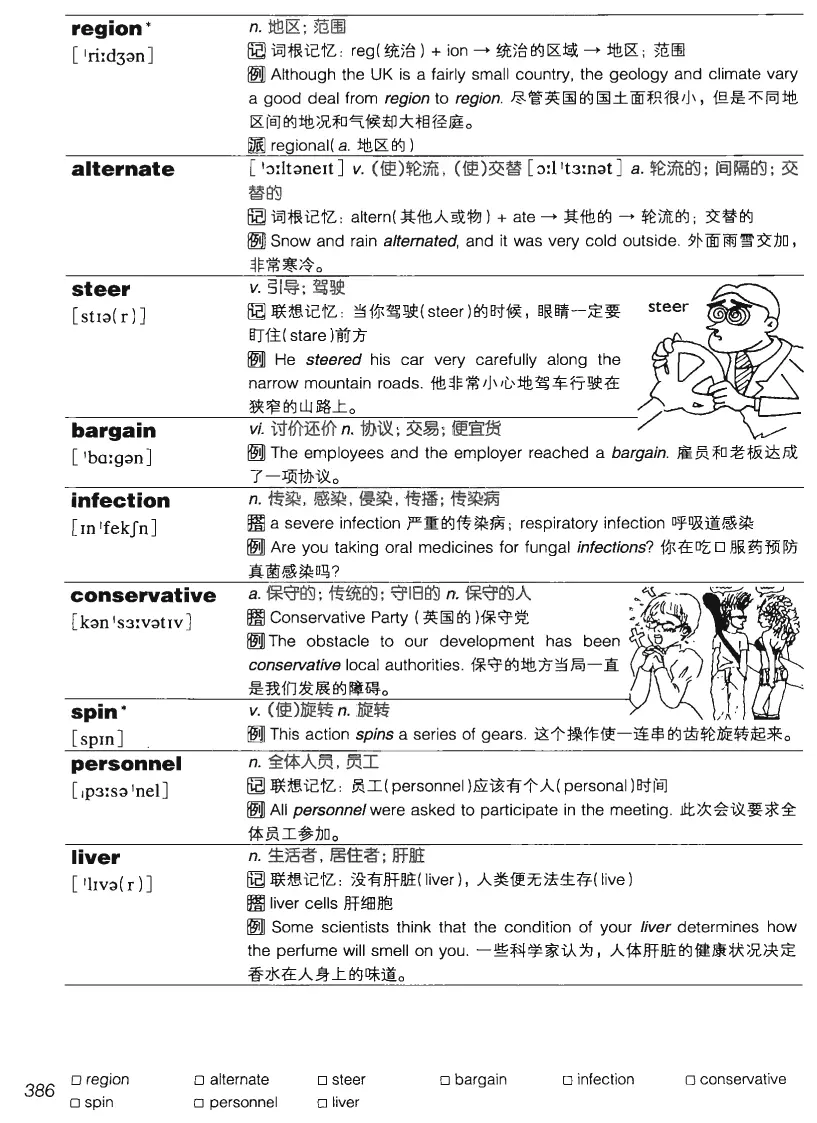 region*
[ˈriːdʒən]
n. 地区; 范围
记 词根记忆: reg(统治) + ion → 统治的区域 → 地区; 范围
例 Although the UK is a fairly small country, the geology and climate vary
a good deal from region to region. 尽管英国的国土面积很小, 但是不同地
区间的地况和气候却大相径庭。
派 regional(a. 地区的)
alternate
[ˈɔːltəneɪt] v. (使)轮流, (使)交替 [ɔːlˈtɜːnət] a. 轮流的; 间隔的; 交
替的
记 词根记忆: altern(其他人或物) + ate → 其他的 → 轮流的; 交替的
例 Snow and rain alternated, and it was very cold outside. 外面雨雪交加,
非常寒冷。
steer
[stɪə(r)]
v. 引导; 驾驶
记 联想记忆: 当你驾驶(steer)的时候, 眼睛一定要
盯住(stare)前方
例 He steered his car very carefully along the
narrow mountain roads. 他非常小心地驾车行驶在
狭窄的山路上。
steer
bargain
[ˈbɑːgən]
vi. 讨价还价 n. 协议; 交易; 便宜货
例 The employees and the employer reached a bargain. 雇员和老板达成
了一项协议。
infection
[ɪnˈfekʃn]
n. 传染, 感染, 侵染, 传播; 传染病
搭 a severe infection 严重的传染病; respiratory infection 呼吸道感染
例 Are you taking oral medicines for fungal infections? 你在吃口服药预防
真菌感染吗?
conservative
[kənˈsɜːvətɪv]
a. 保守的; 传统的; 守旧的 n. 保守的人
搭 Conservative Party (英国的)保守党
例 The obstacle to our development has been
conservative local authorities. 保守的地方当局一直
是我们发展的障碍。
spin*
[spɪn]
v. (使)旋转 n. 旋转
例 This action spins a series of gears. 这个操作使一连串的齿轮旋转起来。
personnel
[ˌpɜːsəˈnel]
n. 全体人员, 员工
记 联想记忆: 员工(personnel)应该有个人(personal)时间
例 All personnel were asked to participate in the meeting. 此次会议要求全
体员工参加。
liver
[ˈlɪvə(r)]
n. 生活者, 居住者; 肝脏
记 联想记忆: 没有肝脏(liver), 人类便无法生存(live)
搭 liver cells 肝细胞
例 Some scientists think that the condition of your liver determines how
the perfume will smell on you. 一些科学家认为, 人体肝脏的健康状况决定
香水在人身上的味道。
386
□ region □ alternate □ steer □ bargain □ infection □ conservative
□ spin □ personnel □ liver